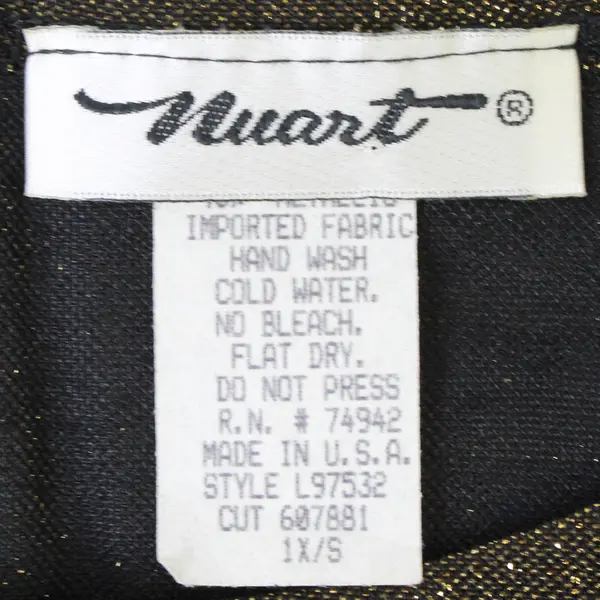 Nuart ®
METALLIC
IMPORTED FABRIC
HAND WASH
COLD WATER.
NO BLEACH.
FLAT DRY.
DO NOT PRESS
R.N. # 74942
MADE IN U.S.A.
STYLE L97532
CUT 607881
1X/S